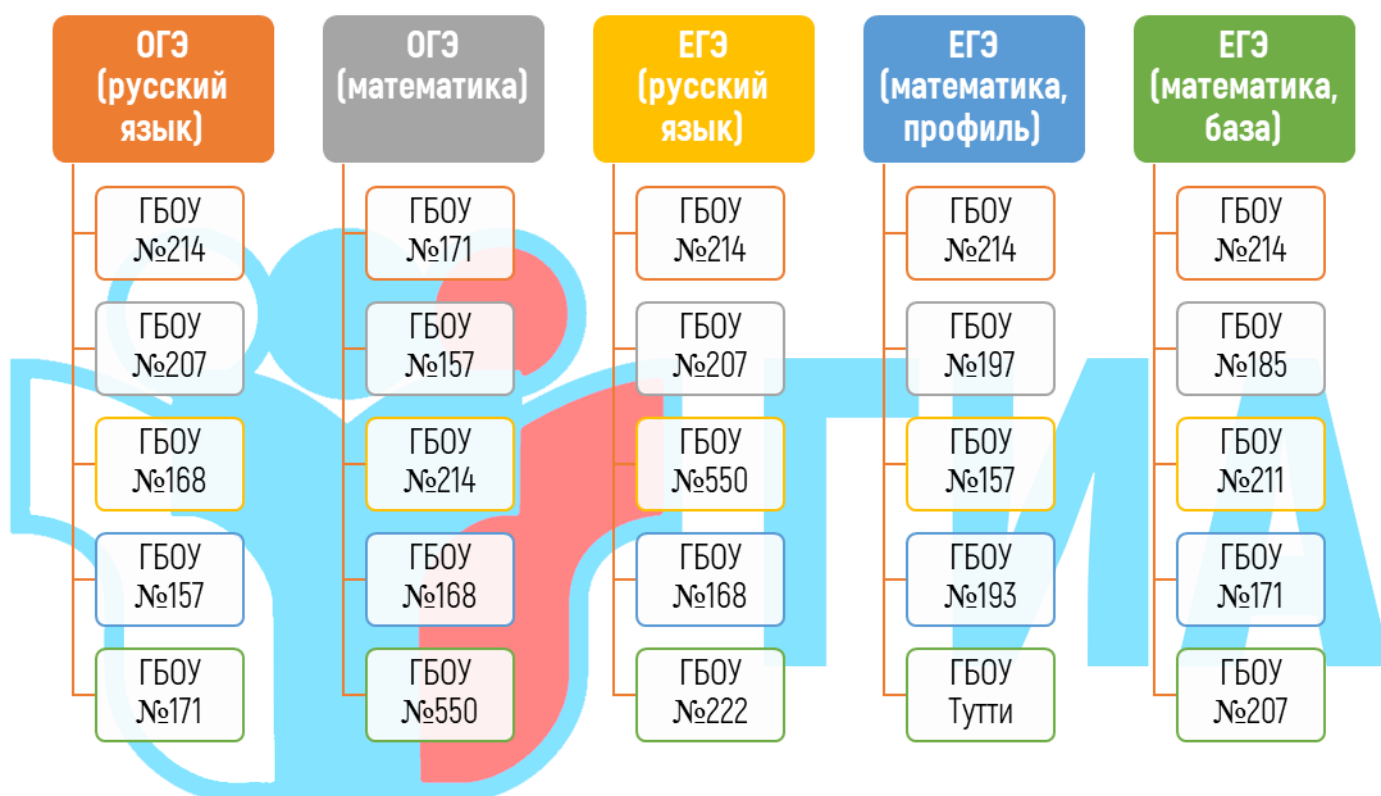 ОГЭ
(русский
язык)
ГБОУ
№214
ГБОУ
№207
ГБОУ
№168
ГБОУ
№157
ГБОУ
№171
ОГЭ
(математика)
ГБОУ
№171
ГБОУ
№157
ГБОУ
№214
ГБОУ
№168
ГБОУ
№550
ЕГЭ
(русский
язык)
ГБОУ
№214
ГБОУ
№207
ГБОУ
№550
ГБОУ
№168
ГБОУ
№222
ЕГЭ
(математика,
профиль)
ГБОУ
№214
ГБОУ
№197
ГБОУ
№157
ГБОУ
№193
ГБОУ
Тутти
ЕГЭ
(математика,
база)
ГБОУ
№214
ГБОУ
№185
ГБОУ
№211
ГБОУ
№171
ГБОУ
№207
ГИА